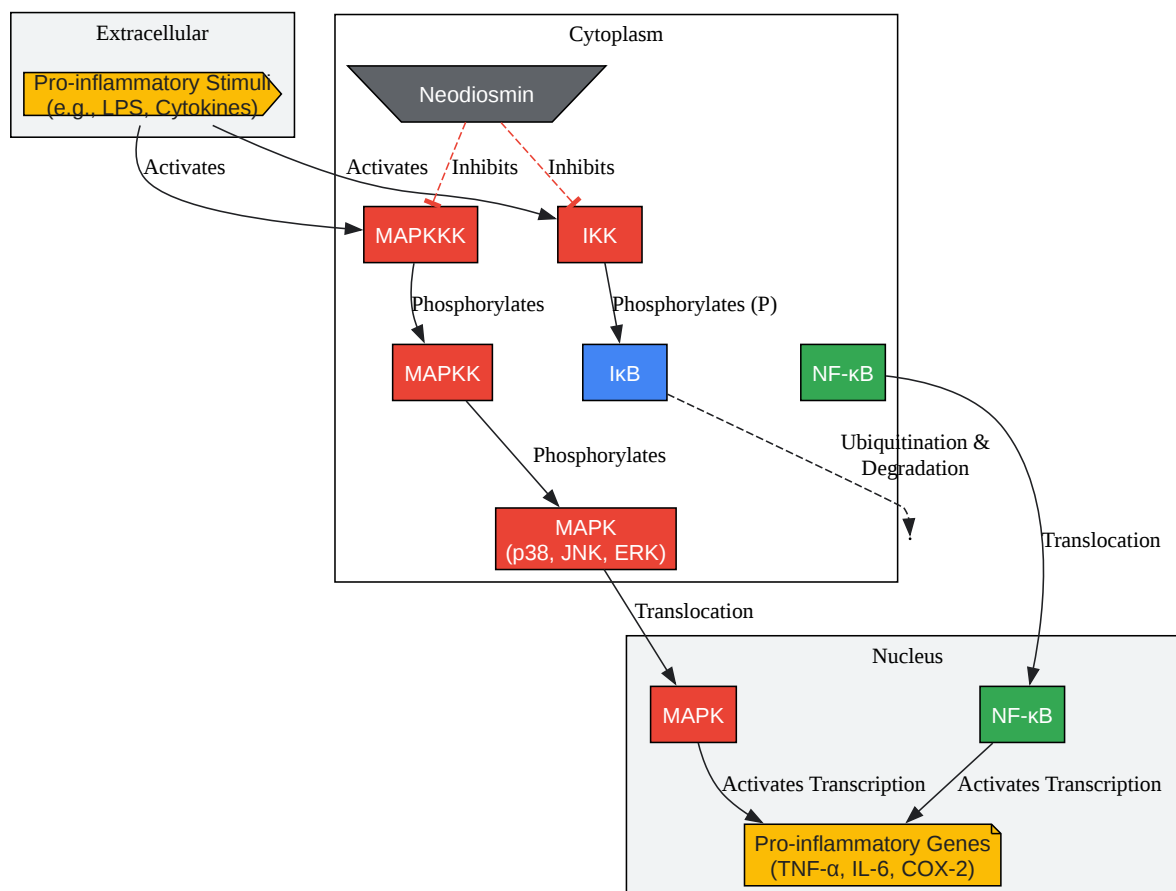 Extracellular
Pro-inflammatory Stimuli
(e.g., LPS, Cytokines)
Cytoplasm
Neodiosmin
Activates
Activates
Inhibits
Inhibits
MAPKKK
IKK
Phosphorylates
Phosphorylates (P)
MAPKK
IκB
NF-κB
Ubiquitination &
Degradation
Phosphorylates
MAPK
(p38, JNK, ERK)
Translocation
Translocation
Nucleus
MAPK
NF-κB
Activates Transcription
Activates Transcription
Pro-inflammatory Genes
(TNF-α, IL-6, COX-2)